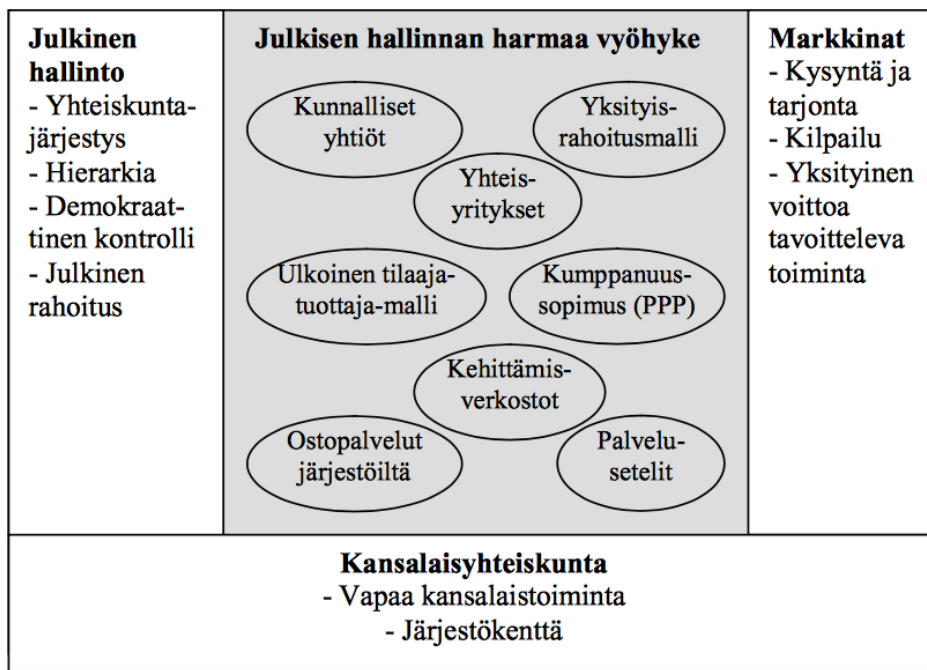 Julkinen
hallinto
- Yhteiskunta-
järjestys
- Hierarkia
- Demokraat-
tinen kontrolli
- Julkinen
rahoitus
Julkisen hallinnan harmaa vyöhyke
Kunnalliset
yhtiöt
Yksityis-
rahoitusmalli
Yhteis-
yritykset
Ulkoinen tilaaja-
tuottaja-malli
Kumppanuus-
sopimus (PPP)
Kehittämis-
verkostot
Ostopalvelut
järjestöiltä
Palvelu-
setelit
Markkinat
- Kysyntä ja
tarjonta
- Kilpailu
- Yksityinen
voittoa
tavoitteleva
toiminta
Kansalaisyhteiskunta
- Vapaa kansalaistoiminta
- Järjestökenttä